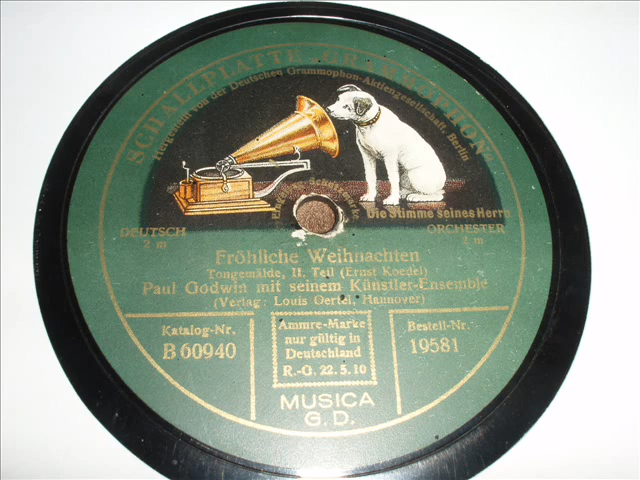 SCHALLPLATTE „GRAMMOPHON"
Hergestellt von der Deutschen Grammophon-Aktiengesellschaft, Berlin
Die Stimme seines Herrn
DEUTSCH
2 m
ORCHESTER
2 m
Fröhliche Weihnachten
Tongemälde, II. Teil (Ernst Koedel)
Paul Godwin mit seinem Künstler-Ensemble
(Verlag: Louis Oertel, Hannover)
Katalog-Nr.
B 60940
Ammre-Marke
nur gültig in
Deutschland
R.-G. 22. 5. 10
Bestell-Nr.
19581
MUSICA
G. D.